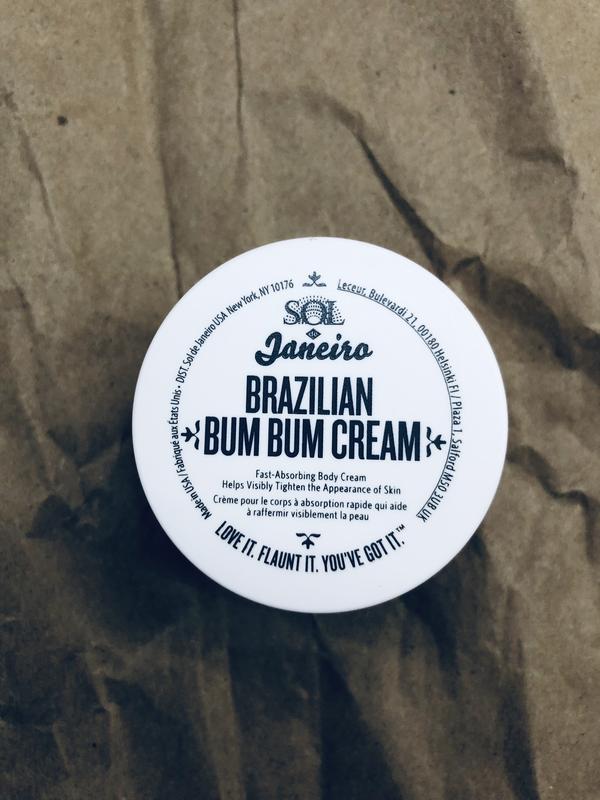 SOL
de
Janeiro
BRAZILIAN
BUM BUM CREAM
Fast-Absorbing Body Cream
Helps Visibly Tighten the Appearance of Skin
Crème pour le corps à absorption rapide qui aide
à raffermir visiblement la peau
LOVE IT. FLAUNT IT. YOU'VE GOT IT.™
Made in USA / Fabriqué aux États Unis • DIST. Sol de Janeiro USA New York, NY 10176
Leceur, Bulevardi 21, 00180 Helsinki FI / Plaza 1, Salford M50 3UB UK